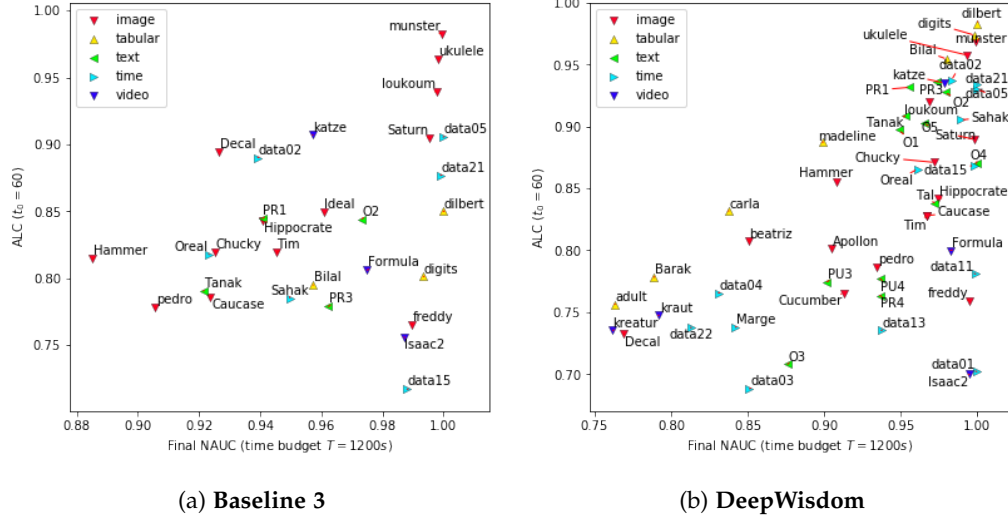 1.00
0.95
0.90
0.85
0.80
0.75
ALC (t₀ = 60)
image
tabular
text
time
video
munster
ukulele
loukoum
katze
Saturn
data05
Decal
data02
data21
PR1
Ideal
O2
dilbert
Hippocrate
Hammer
Oreal
Chucky
Tim
Formula
digits
Tanak
Bilal
Sahak
pedro
Caucase
PR3
freddy
Isaac2
data15
0.88
0.90
0.92
0.94
0.96
0.98
1.00
Final NAUC (time budget T = 1200s)
(a) Baseline 3
1.00
0.95
0.90
0.85
0.80
0.75
0.70
ALC (t₀ = 60)
image
tabular
text
time
video
dilbert
digits
ukulele
munster
Bilal
data02
katze
data21
PR1
PR3
data05
O2
loukoum
Tanak
O5
Sahak
madeline
O1
Saturn
Chucky
O4
Hammer
Oreal
data15
Tal
Hippocrate
carla
Caucase
Tim
beatriz
Apollon
Formula
pedro
data11
Barak
PU3
PU4
data04
Cucumber
PR4
freddy
adult
kraut
kreatur
Marge
data13
Decal
data22
O3
data01
data03
Isaac2
0.75
0.80
0.85
0.90
0.95
1.00
Final NAUC (time budget T = 1200s)
(b) DeepWisdom